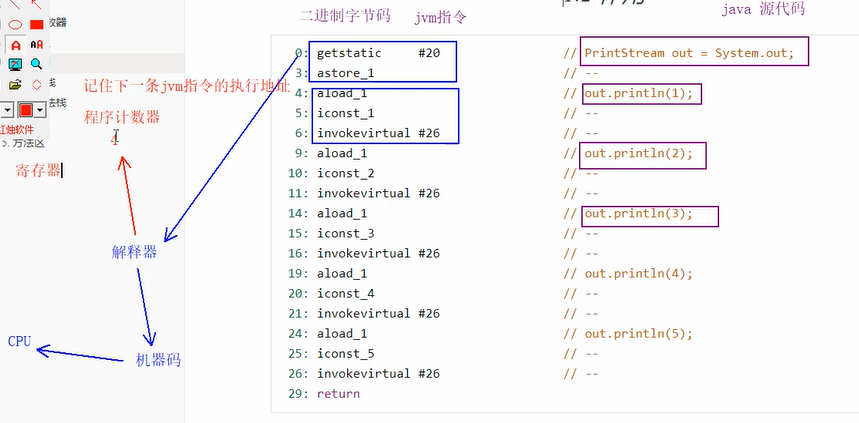 二进制字节码 jvm指令 java 源代码
0: getstatic #20 // PrintStream out = System.out;
3: astore_1 // --
4: aload_1 // out.println(1);
5: iconst_1 // --
6: invokevirtual #26 // --
9: aload_1 // out.println(2);
10: iconst_2 // --
11: invokevirtual #26 // --
14: aload_1 // out.println(3);
15: iconst_3 // --
16: invokevirtual #26 // --
19: aload_1 // out.println(4);
20: iconst_4 // --
21: invokevirtual #26 // --
24: aload_1 // out.println(5);
25: iconst_5 // --
26: invokevirtual #26 // --
29: return
记住下一条jvm指令的执行地址
程序计数器
4
寄存器
解释器
机器码
CPU
A AA
数器
栈
法栈
红烛软件
5. 方法区